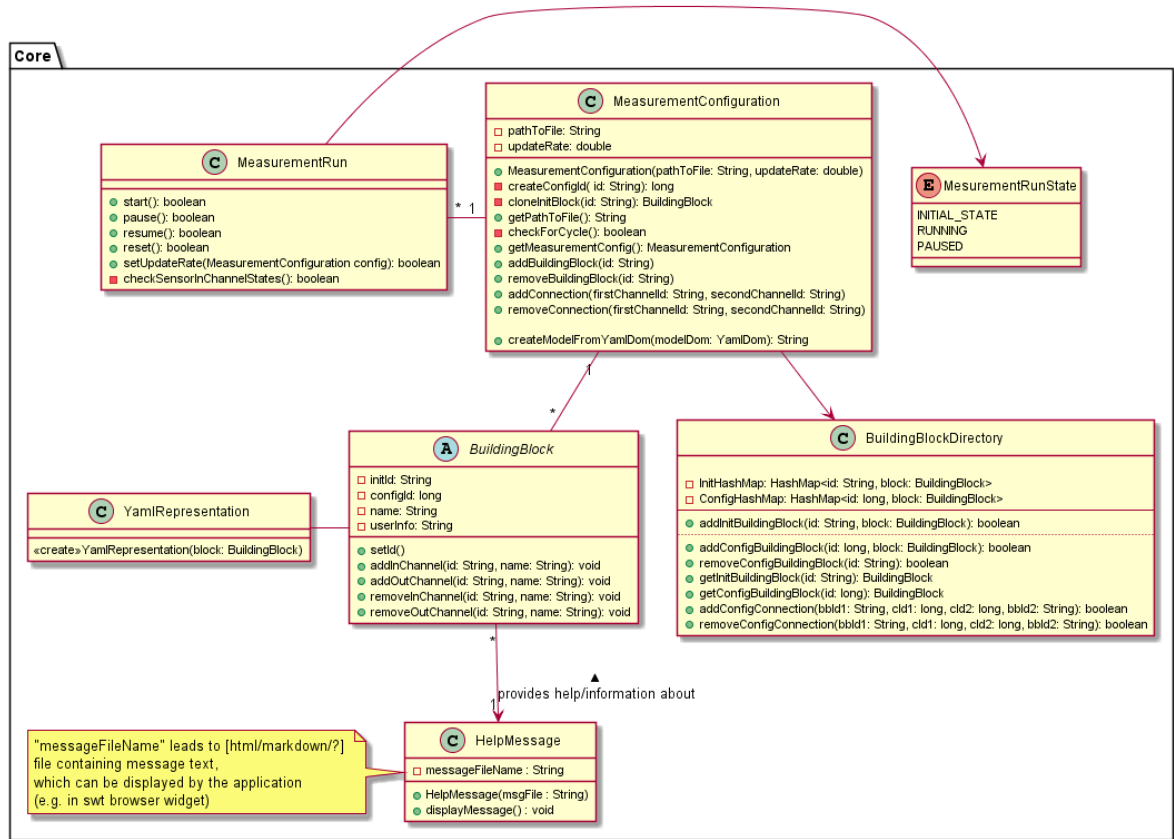 Core
C MeasurementConfiguration
pathToFile: String
updateRate: double
MeasurementConfiguration(pathToFile: String, updateRate: double)
createConfigId( id: String): long
cloneInitBlock(id: String): BuildingBlock
getPathToFile(): String
checkForCycle(): boolean
getMeasurementConfig(): MeasurementConfiguration
addBuildingBlock(id: String)
removeBuildingBlock(id: String)
addConnection(firstChannelId: String, secondChannelId: String)
removeConnection(firstChannelId: String, secondChannelId: String)
createModelFromYamlDom(modelDom: YamlDom): String
C MeasurementRun
start(): boolean
pause(): boolean
resume(): boolean
reset(): boolean
setUpdateRate(MeasurementConfiguration config): boolean
checkSensorInChannelStates(): boolean
* 1
E MesurementRunState
INITIAL_STATE
RUNNING
PAUSED
1
*
A BuildingBlock
initId: String
configId: long
name: String
userInfo: String
setId()
addInChannel(id: String, name: String): void
addOutChannel(id: String, name: String): void
removeInChannel(id: String, name: String): void
removeOutChannel(id: String, name: String): void
C BuildingBlockDirectory
InitHashMap: HashMap<id: String, block: BuildingBlock>
ConfigHashMap: HashMap<id: long, block: BuildingBlock>
addInitBuildingBlock(id: String, block: BuildingBlock): boolean
addConfigBuildingBlock(id: long, block: BuildingBlock): boolean
removeConfigBuildingBlock(id: String): boolean
getInitBuildingBlock(id: String): BuildingBlock
getConfigBuildingBlock(id: long): BuildingBlock
addConfigConnection(bbId1: String, cId1: long, cId2: long, bbId2: String): boolean
removeConfigConnection(bbId1: String, cId1: long, cId2: long, bbId2: String): boolean
C YamlRepresentation
«create»YamlRepresentation(block: BuildingBlock)
*
provides help/information about
1
C HelpMessage
messageFileName : String
HelpMessage(msgFile : String)
displayMessage() : void
"messageFileName" leads to [html/markdown/?]
file containing message text,
which can be displayed by the application
(e.g. in swt browser widget)